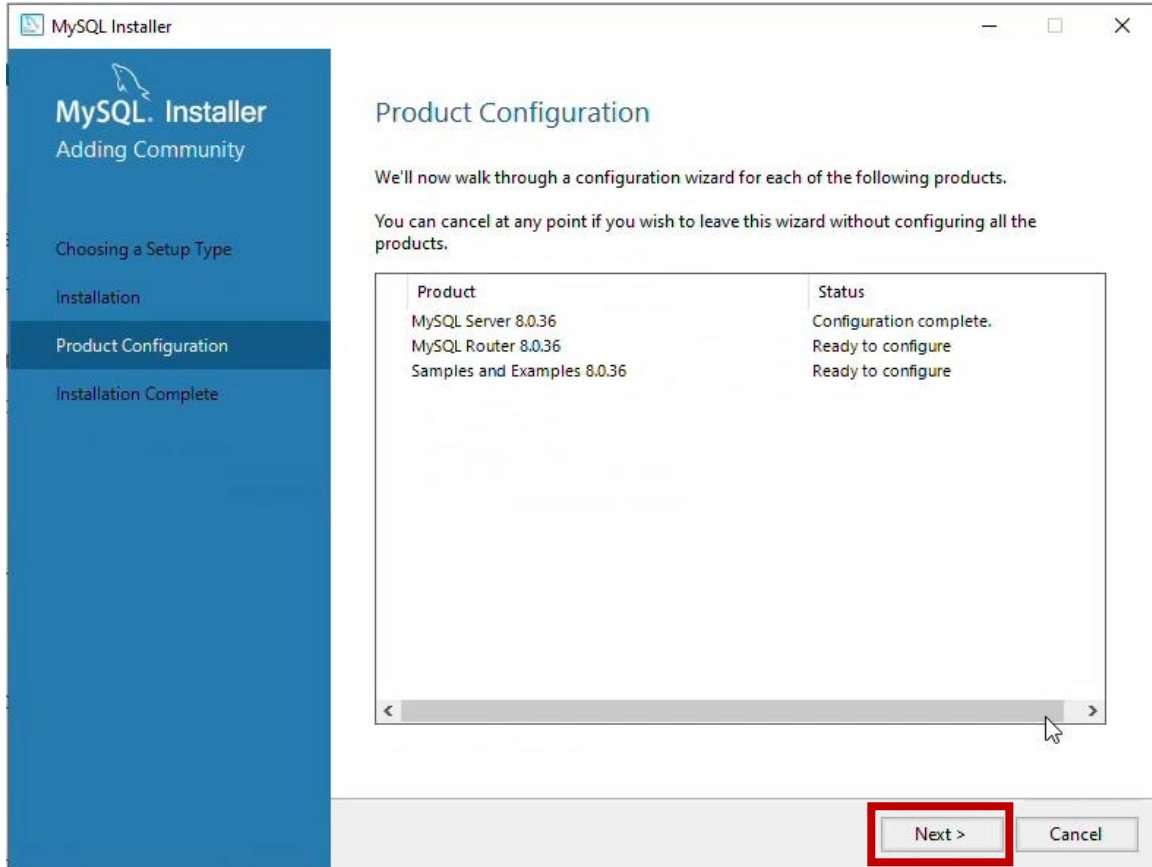 MySQL Installer
MySQL. Installer
Adding Community
Choosing a Setup Type
Installation
Product Configuration
Installation Complete
Product Configuration
We'll now walk through a configuration wizard for each of the following products.
You can cancel at any point if you wish to leave this wizard without configuring all the
products.
Product Status
MySQL Server 8.0.36 Configuration complete.
MySQL Router 8.0.36 Ready to configure
Samples and Examples 8.0.36 Ready to configure
Next > Cancel